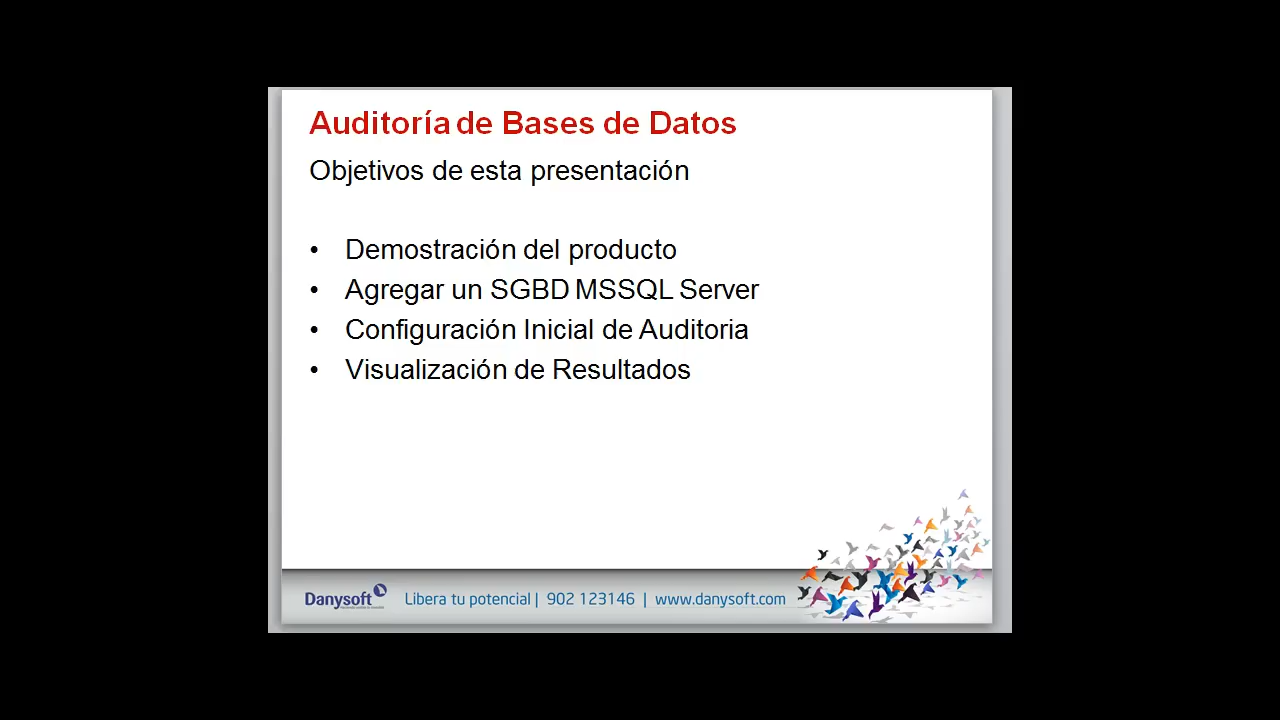 Auditoría de Bases de Datos
Objetivos de esta presentación
• Demostración del producto
• Agregar un SGBD MSSQL Server
• Configuración Inicial de Auditoria
• Visualización de Resultados
Danysoft
Libera tu potencial | 902 123146 | www.danysoft.com